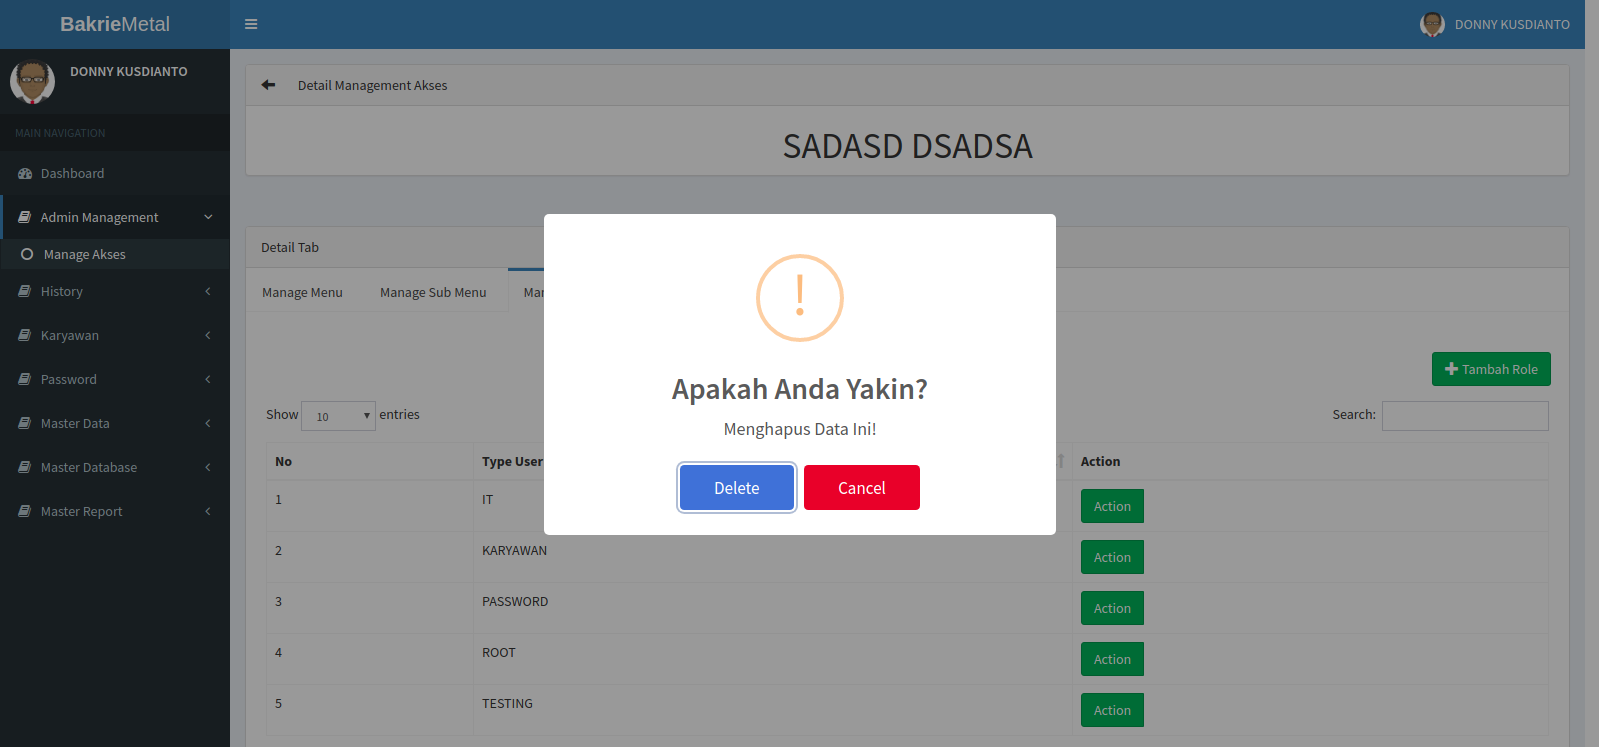 BakrieMetal
DONNY KUSDIANTO
DONNY KUSDIANTO
MAIN NAVIGATION
Dashboard
Admin Management
Manage Akses
History
Karyawan
Password
Master Data
Master Database
Master Report
Detail Management Akses
SADASD DSADSA
Detail Tab
Manage Menu Manage Sub Menu
Apakah Anda Yakin?
Menghapus Data Ini!
Delete Cancel
Tambah Role
Show 10 entries Search:
No Type User Action
1 IT Action
2 KARYAWAN Action
3 PASSWORD Action
4 ROOT Action
5 TESTING Action